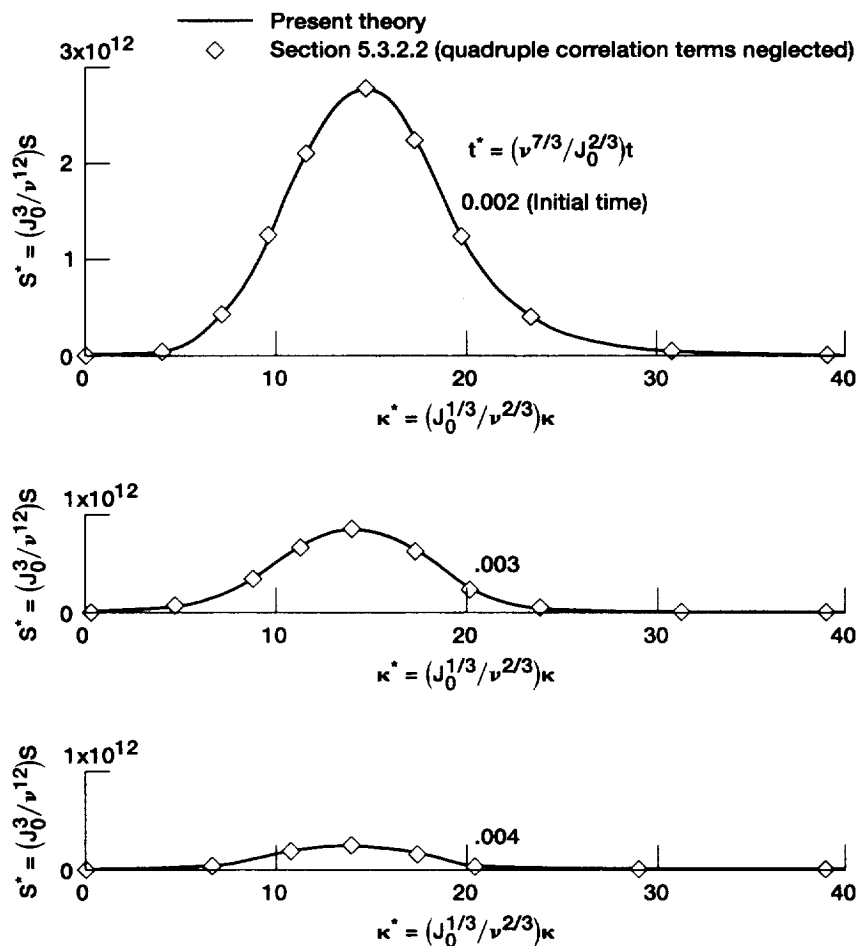 Present theory
Section 5.3.2.2 (quadruple correlation terms neglected)
3x10¹²
2
1
0
S* = (J₀³/ν¹²)S
t* = (ν^{7/3}/J₀^{2/3})t
0.002 (Initial time)
0 10 20 30 40
κ* = (J₀^{1/3}/ν^{2/3})κ
1x10¹²
0
S* = (J₀³/ν¹²)S
.003
0 10 20 30 40
κ* = (J₀^{1/3}/ν^{2/3})κ
1x10¹²
0
S* = (J₀³/ν¹²)S
.004
0 10 20 30 40
κ* = (J₀^{1/3}/ν^{2/3})κ